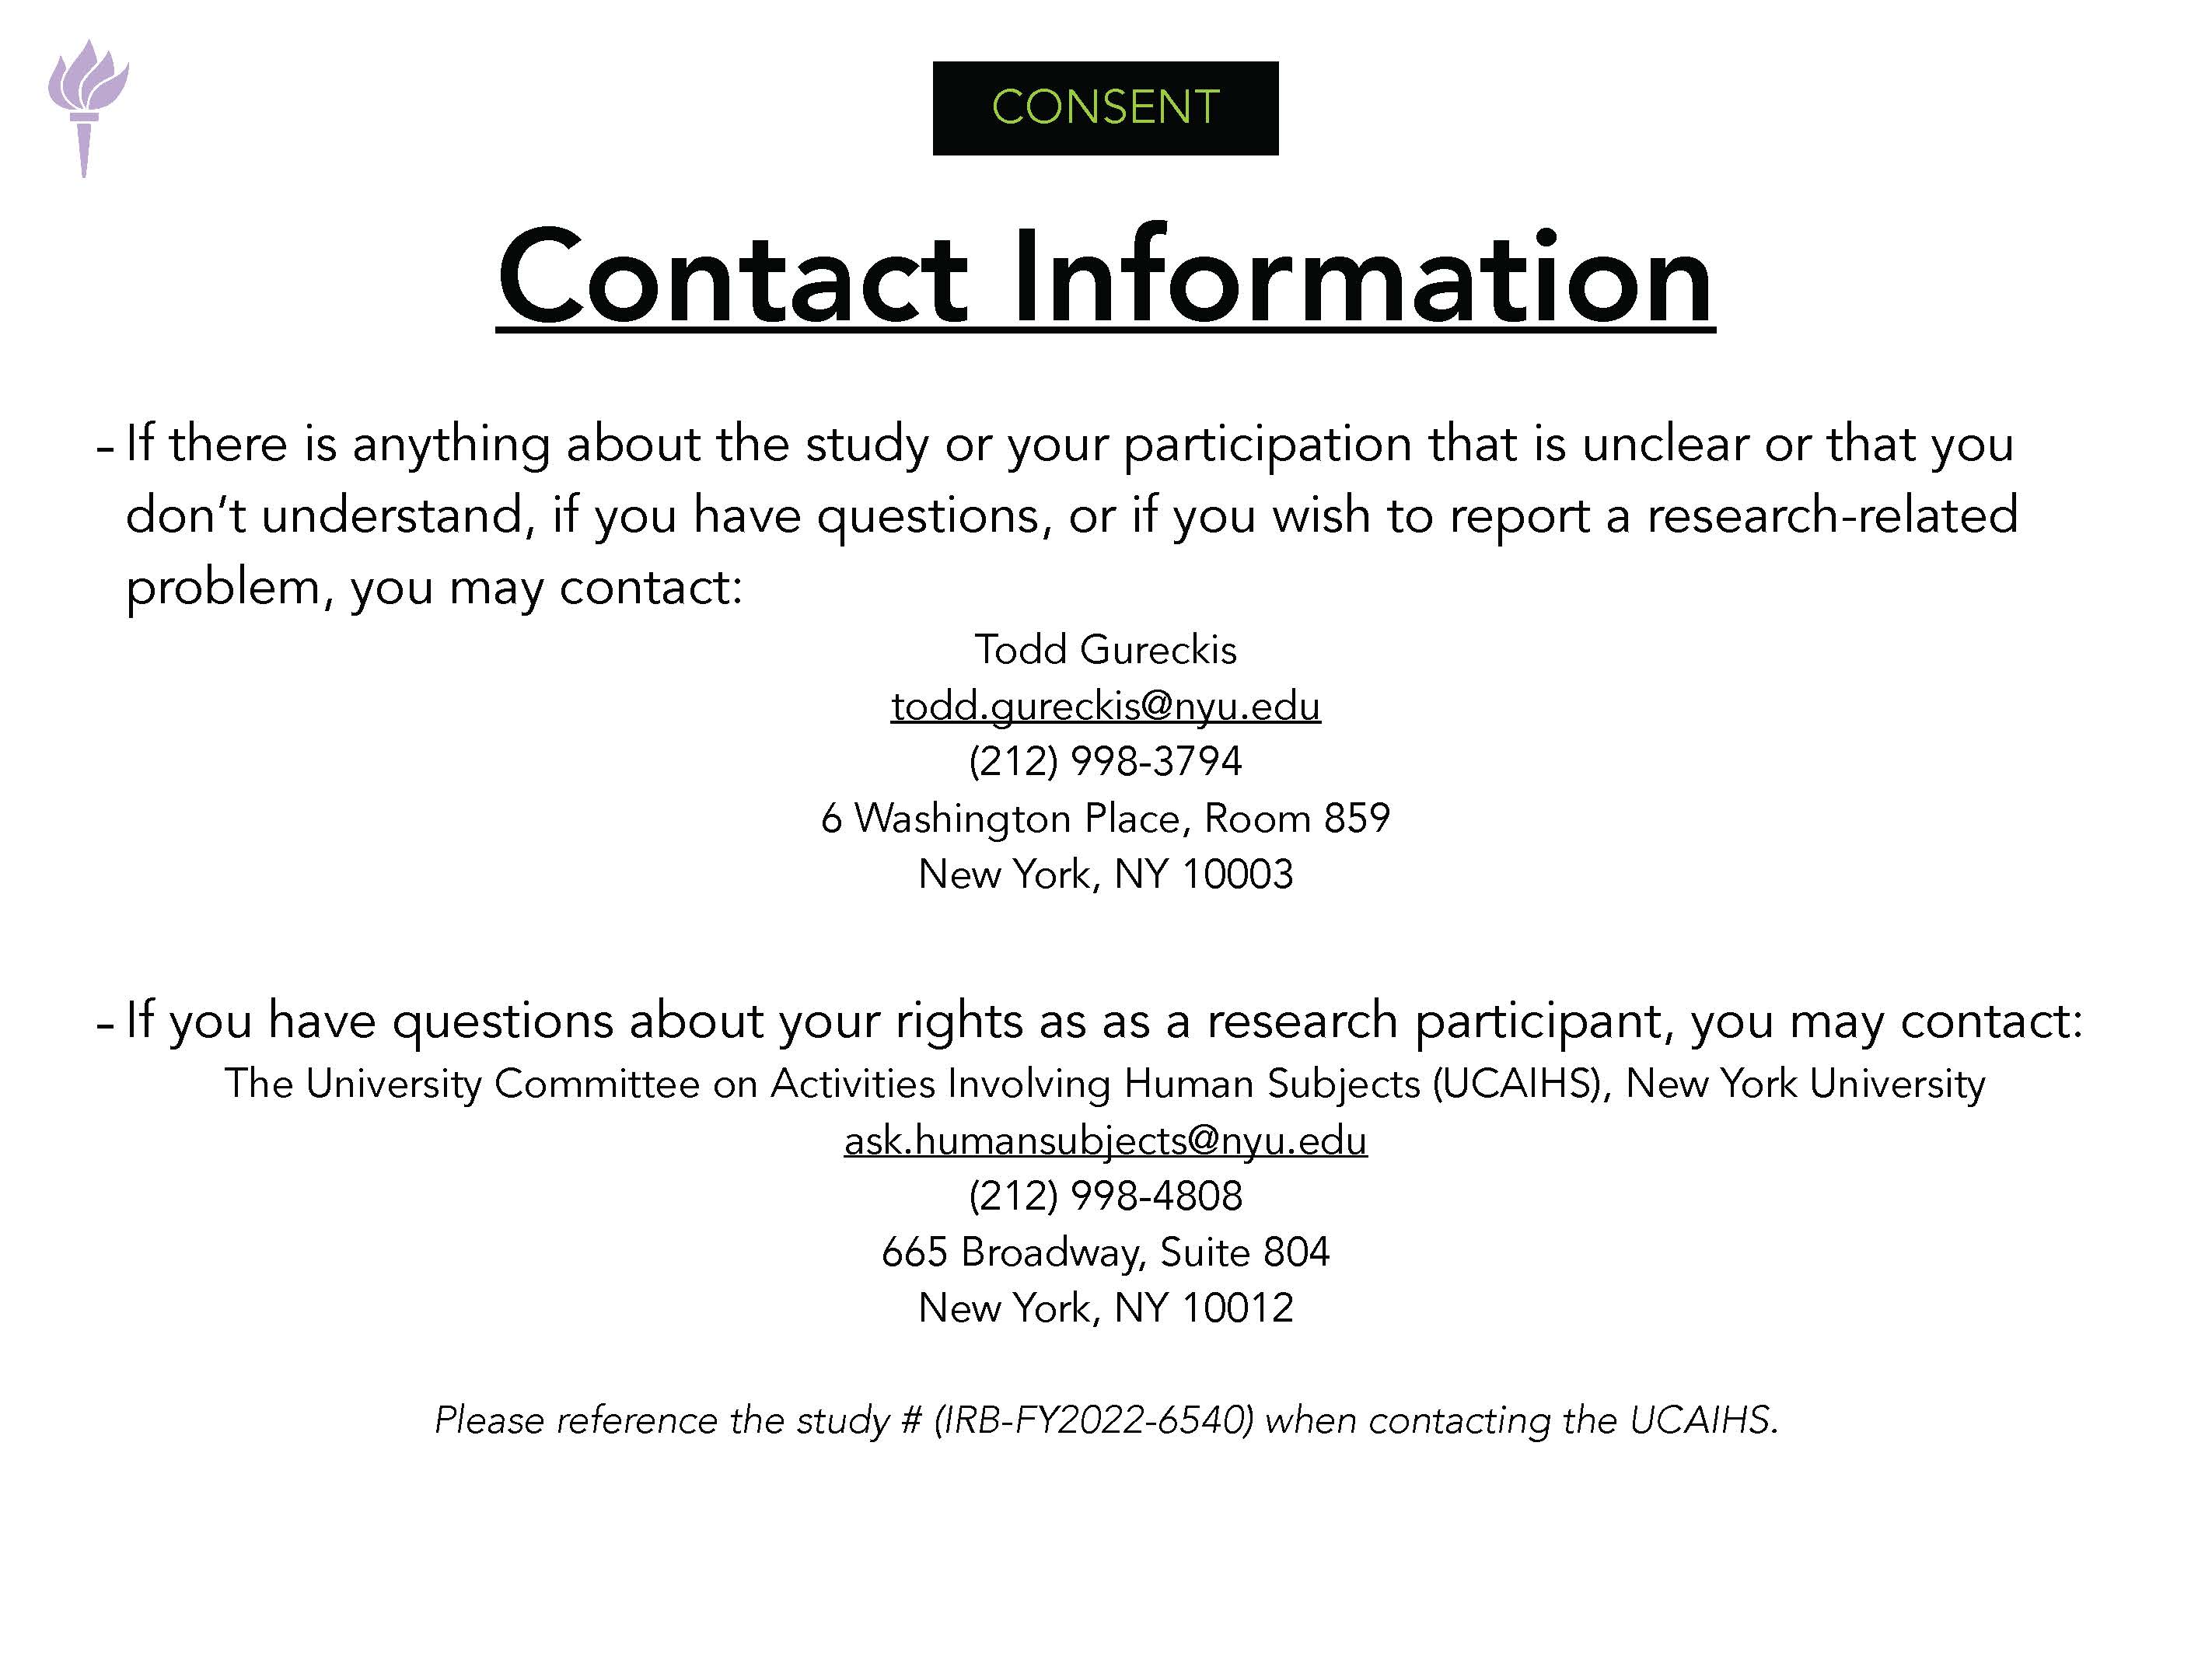 CONSENT
Contact Information
- If there is anything about the study or your participation that is unclear or that you
don’t understand, if you have questions, or if you wish to report a research-related
problem, you may contact:
Todd Gureckis
todd.gureckis@nyu.edu
(212) 998-3794
6 Washington Place, Room 859
New York, NY 10003
- If you have questions about your rights as as a research participant, you may contact:
The University Committee on Activities Involving Human Subjects (UCAIHS), New York University
ask.humansubjects@nyu.edu
(212) 998-4808
665 Broadway, Suite 804
New York, NY 10012
Please reference the study # (IRB-FY2022-6540) when contacting the UCAIHS.